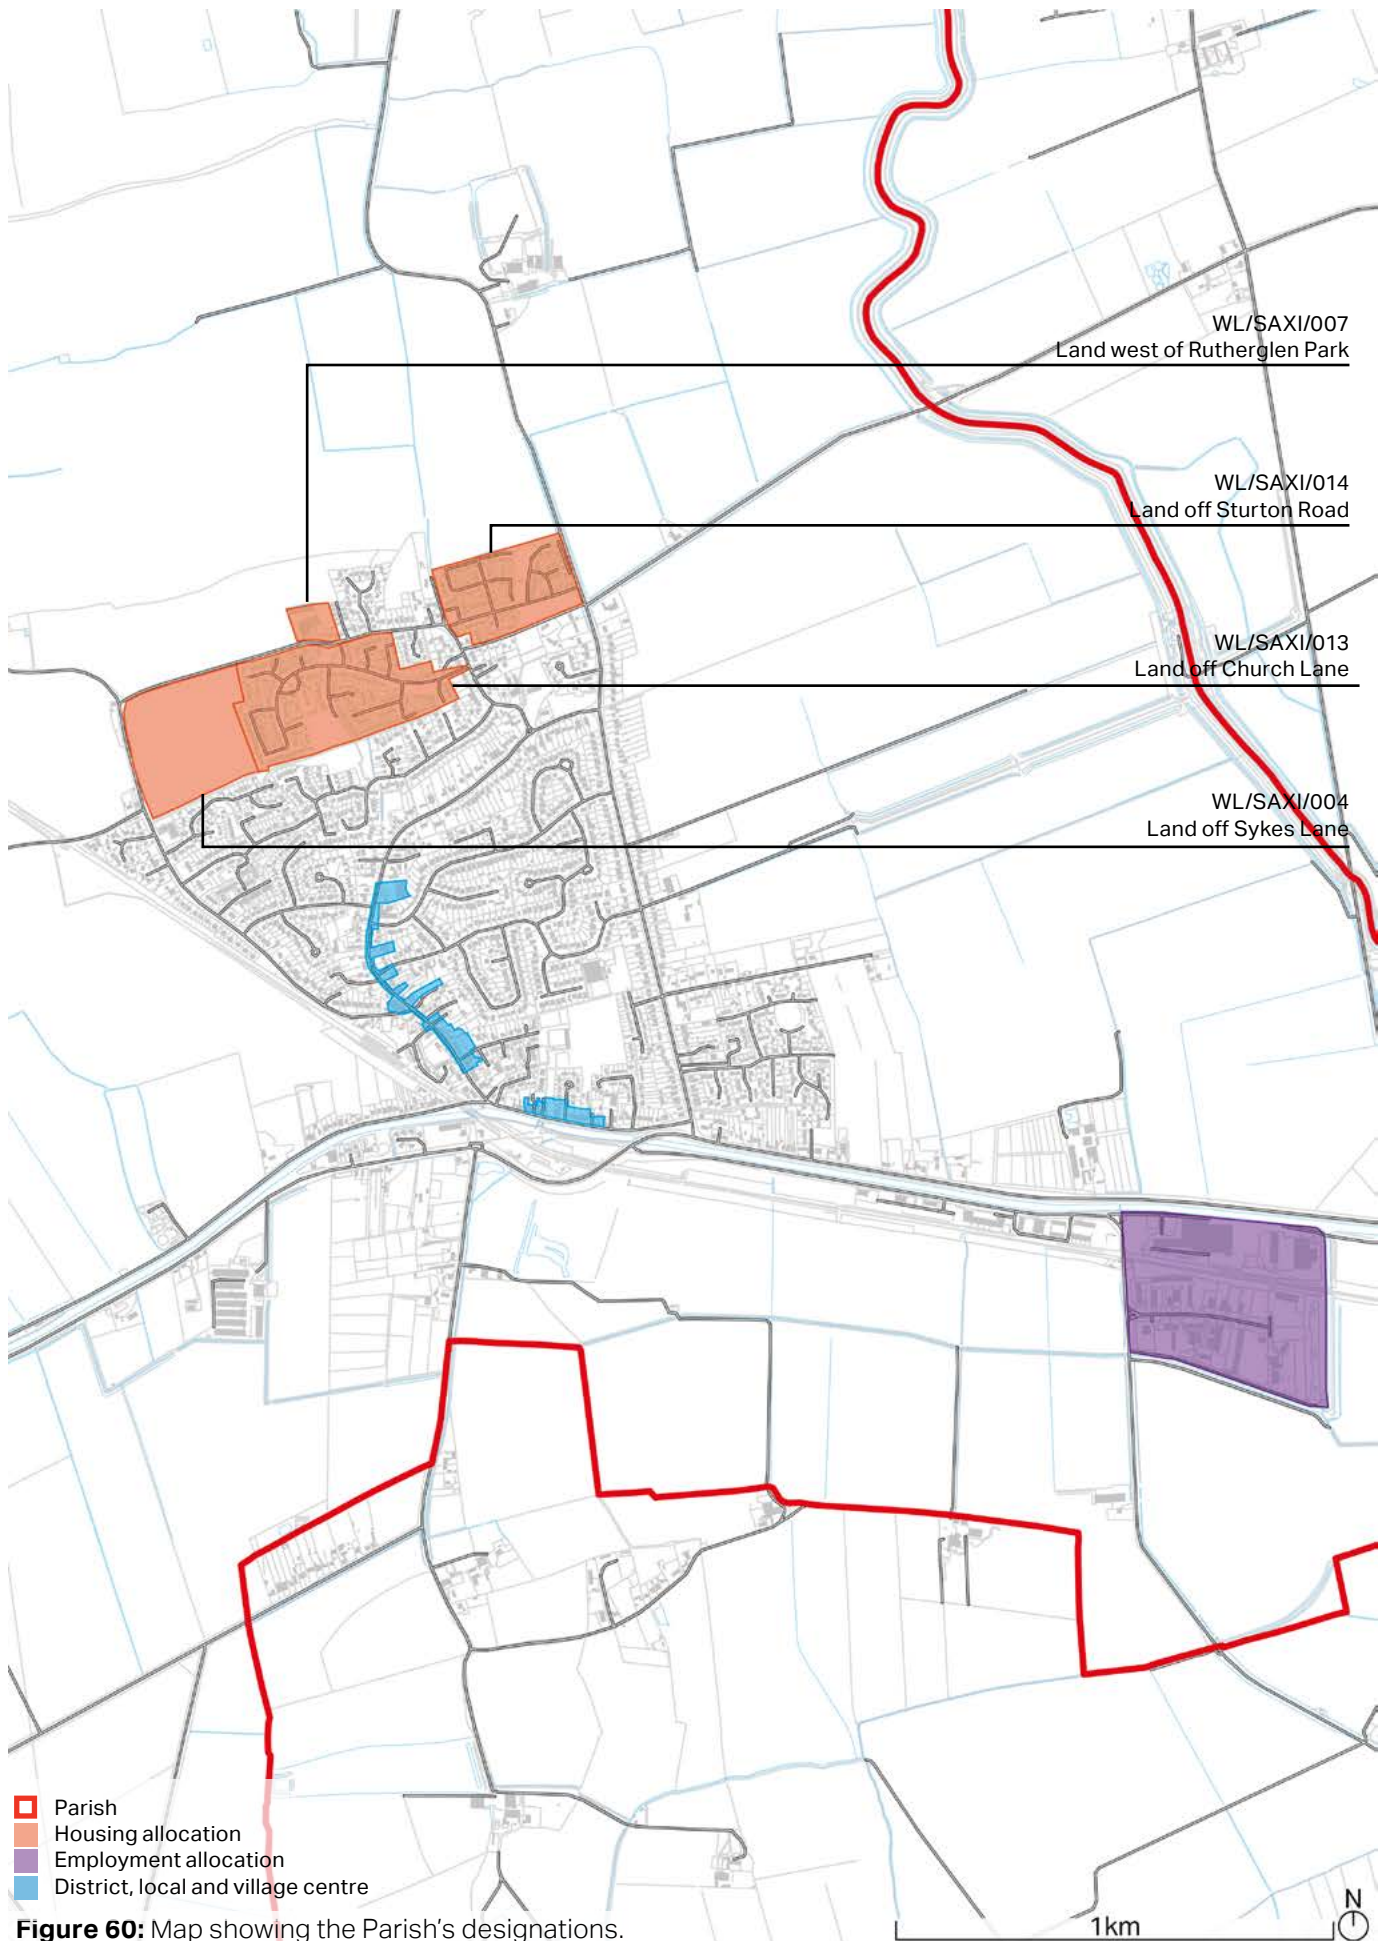 WL/SAXI/007
Land west of Rutherglen Park
WL/SAXI/014
Land off Sturton Road
WL/SAXI/013
Land off Church Lane
WL/SAXI/004
Land off Sykes Lane
Parish
Housing allocation
Employment allocation
District, local and village centre
Figure 60: Map showing the Parish's designations.
1km
N